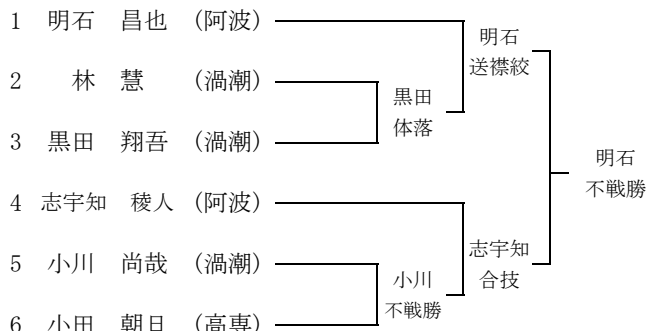 1 明石 昌也 (阿波)
明石
送襟絞
2 林 慧 (渦潮)
黒田
体落
3 黒田 翔吾 (渦潮)
明石
不戦勝
4 志宇知 稜人 (阿波)
志宇知
合技
5 小川 尚哉 (渦潮)
小川
不戦勝
6 小田 朝日 (高専)